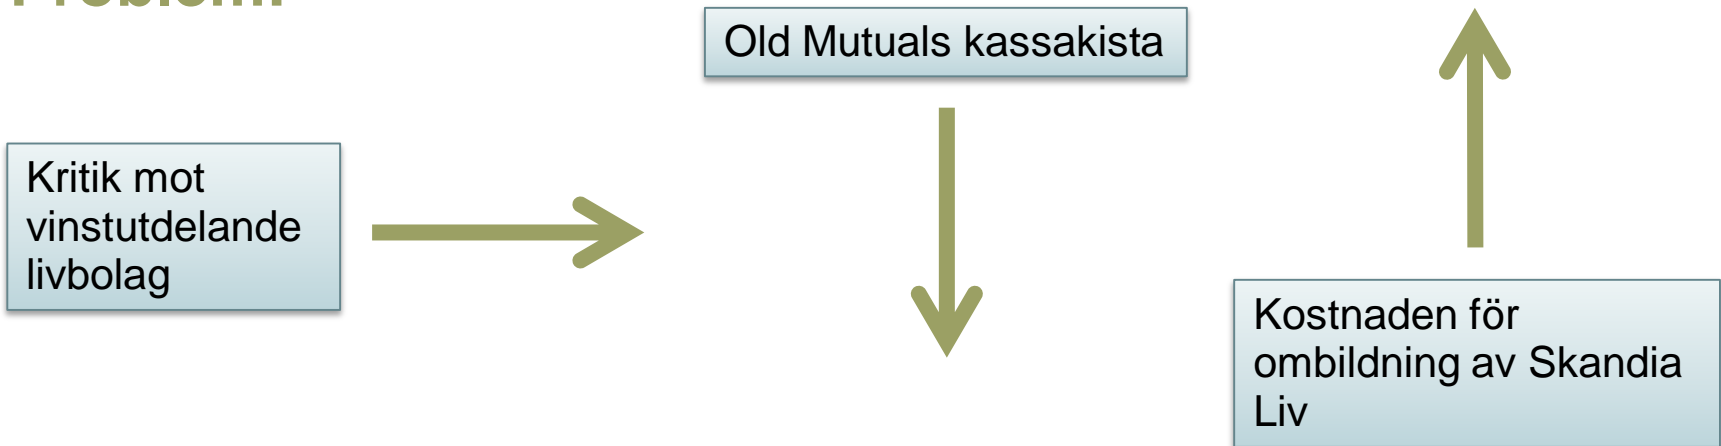 Old Mutuals kassakista
Kritik mot
vinstutdelande
livbolag
Kostnaden för
ombildning av Skandia
Liv